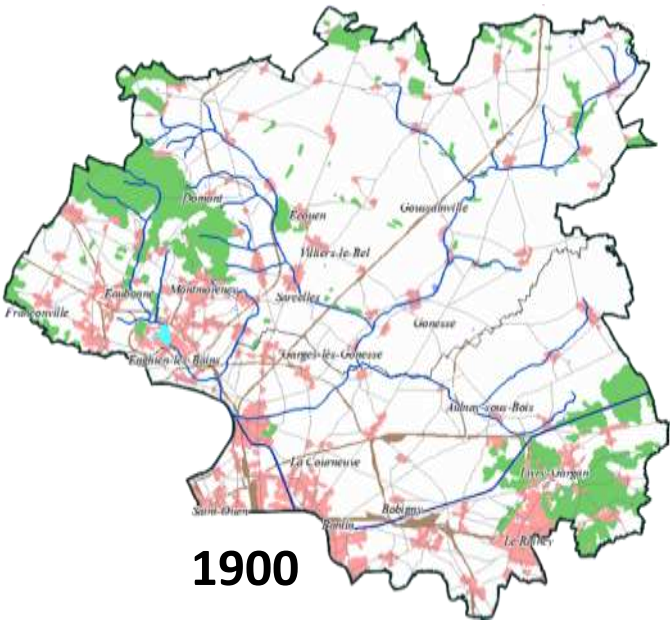 Domont
Ecouen
Goussainville
Villiers-le-Bel
Eaubonne
Montmorency
Sarcelles
Franconville
Gonesse
Garges-lès-Gonesse
Enghien-les-Bains
Aulnay-sous-Bois
La Courneuve
Livry-Gargan
Saint-Ouen
Bobigny
Pantin
Le Raincy
1900